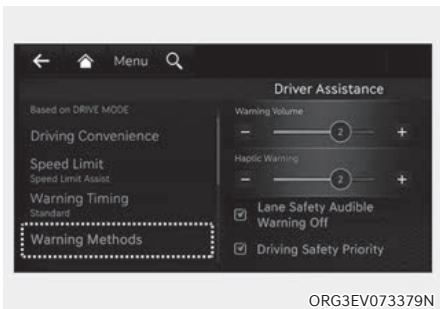 Menu
Driver Assistance
Based on DRIVE MODE
Driving Convenience
Speed Limit
Speed Limit Assist
Warning Timing
Standard
Warning Methods
Warning Volume
− 2 +
Haptic Warning
− 2 +
Lane Safety Audible
Warning Off
Driving Safety Priority
ORG3EV073379N